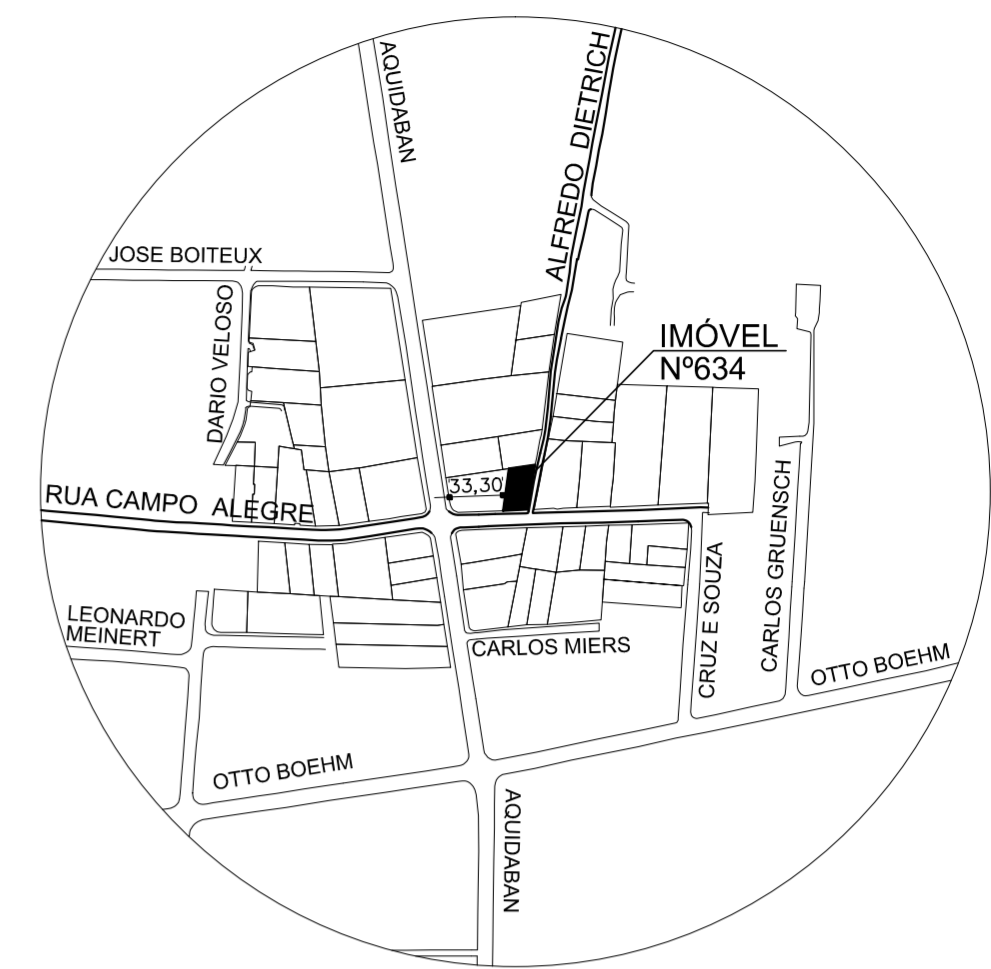 AQUIDABAN
ALFREDO DIETRICH
JOSE BOITEUX
DARIO VELOSO
IMÓVEL
Nº634
33,30
RUA CAMPO ALEGRE
CARLOS GRUENSCH
CRUZ E SOUZA
LEONARDO
MEINERT
CARLOS MIERS
OTTO BOEHM
OTTO BOEHM
AQUIDABAN